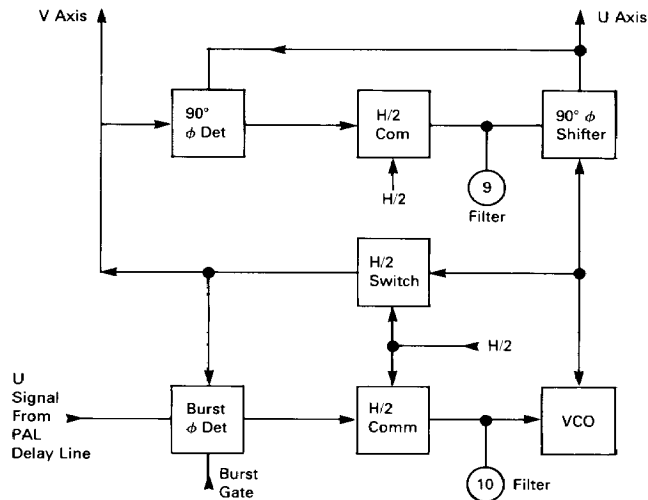 V Axis
U Axis
90°
ϕ Det
H/2
Com
90° ϕ
Shifter
H/2
9
Filter
H/2
Switch
H/2
U
Signal
From
PAL
Delay Line
Burst
ϕ Det
H/2
Comm
VCO
Burst
Gate
10
Filter